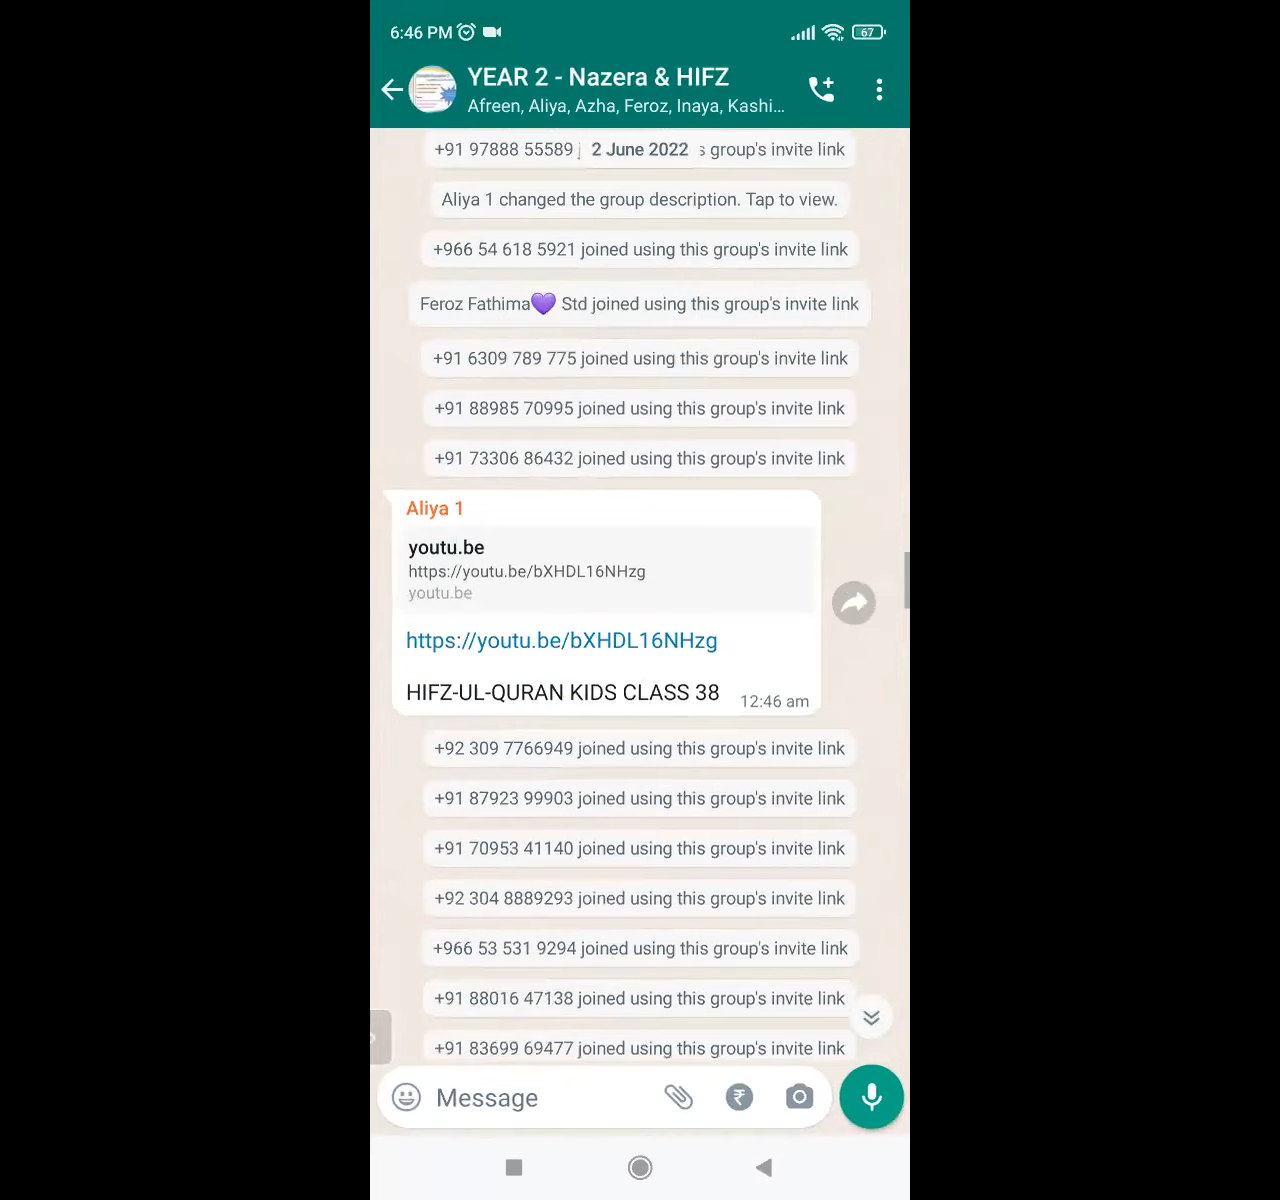 6:46 PM
67
YEAR 2 - Nazera & HIFZ
Afreen, Aliya, Azha, Feroz, Inaya, Kashi...
+91 97888 55589 j 2 June 2022 s group's invite link
Aliya 1 changed the group description. Tap to view.
+966 54 618 5921 joined using this group's invite link
Feroz Fathima💜 Std joined using this group's invite link
+91 6309 789 775 joined using this group's invite link
+91 88985 70995 joined using this group's invite link
+91 73306 86432 joined using this group's invite link
Aliya 1
youtu.be
https://youtu.be/bXHDL16NHzg
youtu.be
https://youtu.be/bXHDL16NHzg
HIFZ-UL-QURAN KIDS CLASS 38
12:46 am
+92 309 7766949 joined using this group's invite link
+91 87923 99903 joined using this group's invite link
+91 70953 41140 joined using this group's invite link
+92 304 8889293 joined using this group's invite link
+966 53 531 9294 joined using this group's invite link
+91 88016 47138 joined using this group's invite link
+91 83699 69477 joined using this group's invite link
Message
₹